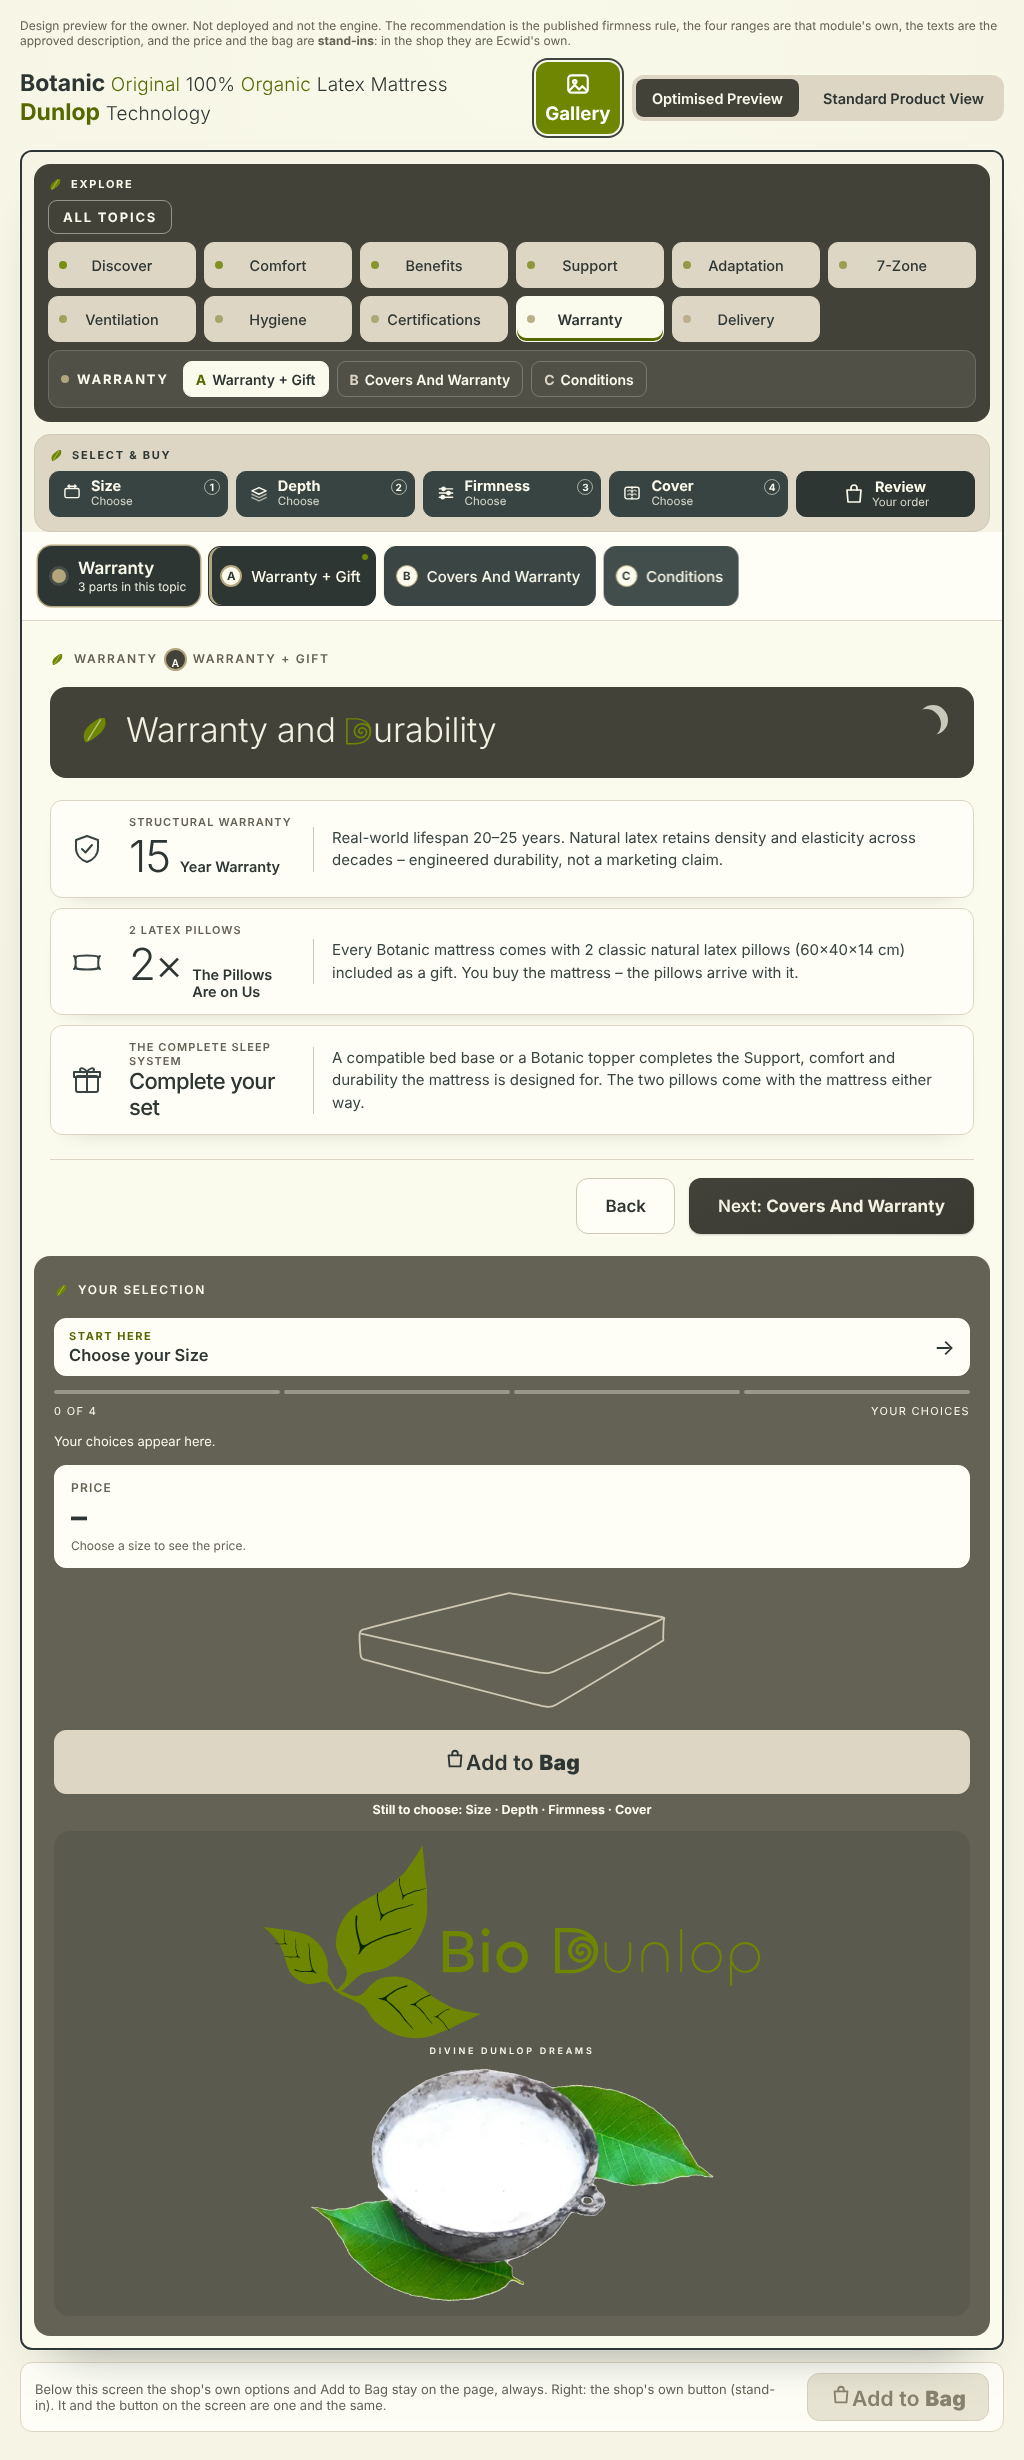 Design preview for the owner. Not deployed and not the engine. The recommendation is the published firmness rule, the four ranges are that module's own, the texts are the
approved description, and the price and the bag are stand-ins: in the shop they are Ecwid's own.
Botanic Original 100% Organic Latex Mattress
Dunlop Technology
Gallery
Optimised Preview
Standard Product View
EXPLORE
ALL TOPICS
Discover
Comfort
Benefits
Support
Adaptation
7-Zone
Ventilation
Hygiene
Certifications
Warranty
Delivery
WARRANTY
A Warranty + Gift
B Covers And Warranty
C Conditions
SELECT & BUY
Size
Choose
1
Depth
Choose
2
Firmness
Choose
3
Cover
Choose
4
Review
Your order
Warranty
3 parts in this topic
A Warranty + Gift
B Covers And Warranty
C Conditions
WARRANTY A WARRANTY + GIFT
Warranty and Durability
STRUCTURAL WARRANTY
15 Year Warranty
Real-world lifespan 20–25 years. Natural latex retains density and elasticity across
decades – engineered durability, not a marketing claim.
2 LATEX PILLOWS
2× The Pillows
Are on Us
Every Botanic mattress comes with 2 classic natural latex pillows (60×40×14 cm)
included as a gift. You buy the mattress – the pillows arrive with it.
THE COMPLETE SLEEP
SYSTEM
Complete your
set
A compatible bed base or a Botanic topper completes the Support, comfort and
durability the mattress is designed for. The two pillows come with the mattress either
way.
Back
Next: Covers And Warranty
YOUR SELECTION
START HERE
Choose your Size
0 OF 4
YOUR CHOICES
Your choices appear here.
PRICE
–
Choose a size to see the price.
Add to Bag
Still to choose: Size · Depth · Firmness · Cover
Bio Dunlop
DIVINE DUNLOP DREAMS
Below this screen the shop's own options and Add to Bag stay on the page, always. Right: the shop's own button (stand-
in). It and the button on the screen are one and the same.
Add to Bag